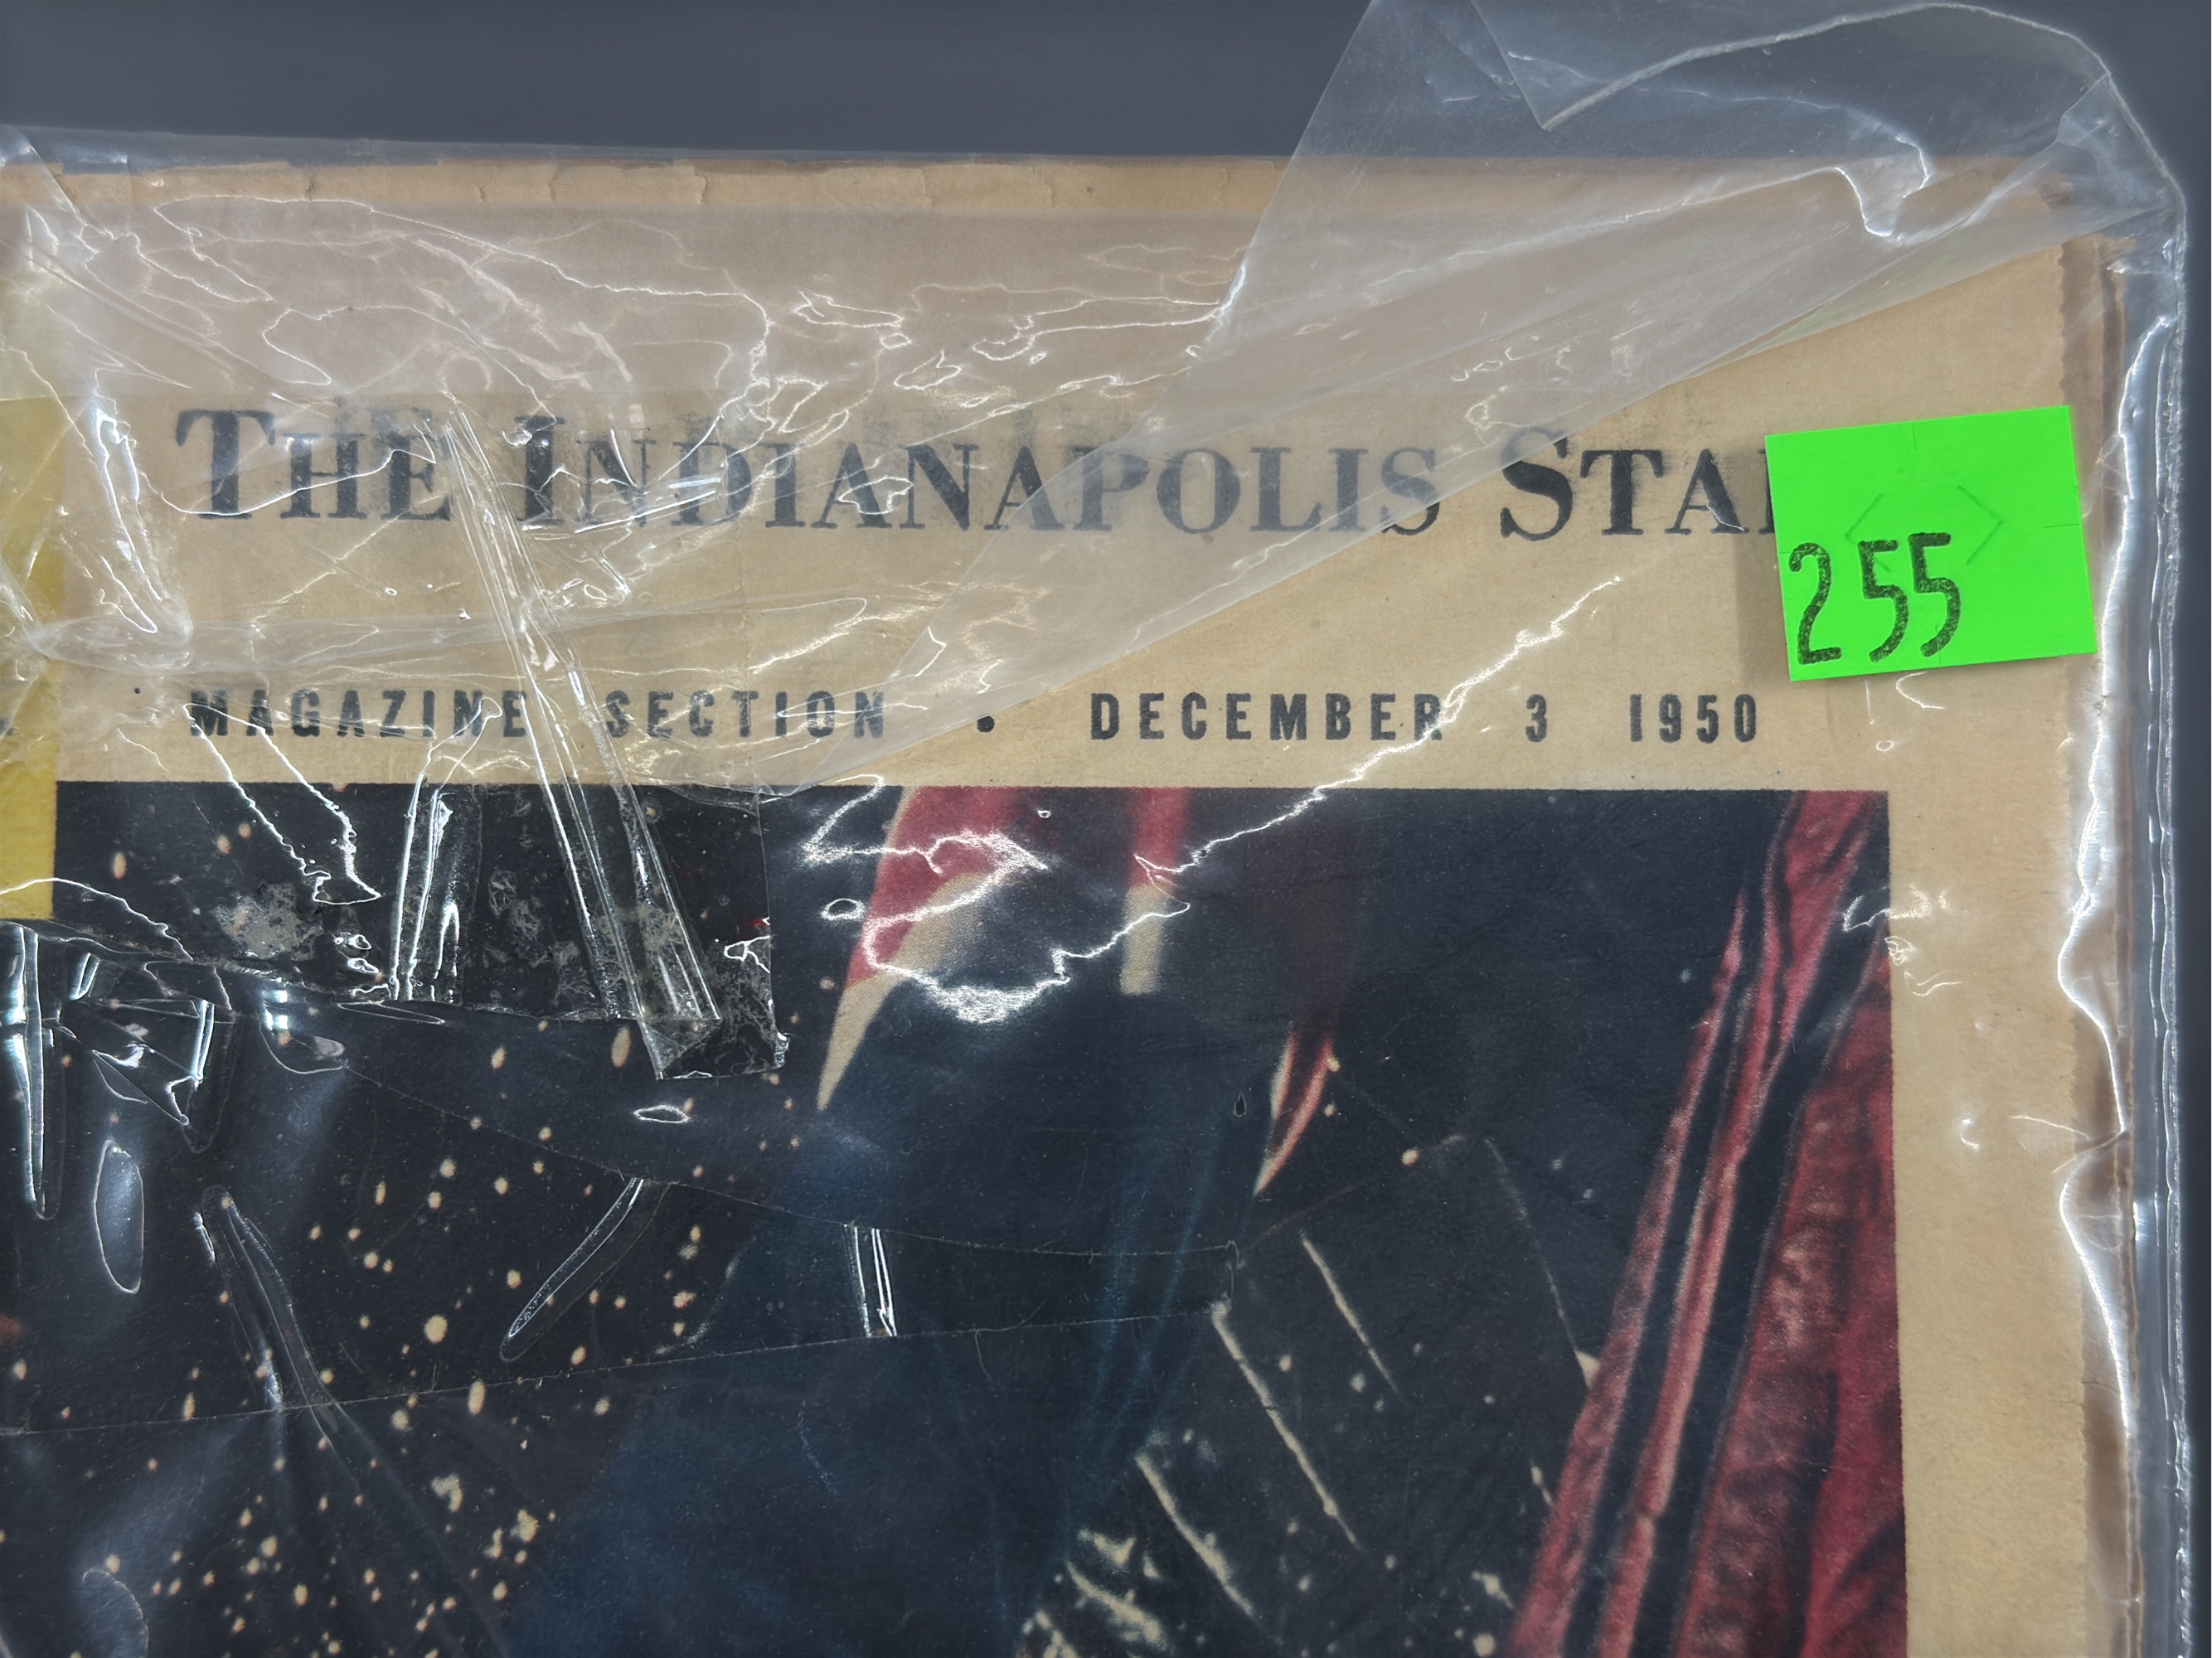 THE INDIANAPOLIS STA
255
MAGAZINE SECTION • DECEMBER 3 1950